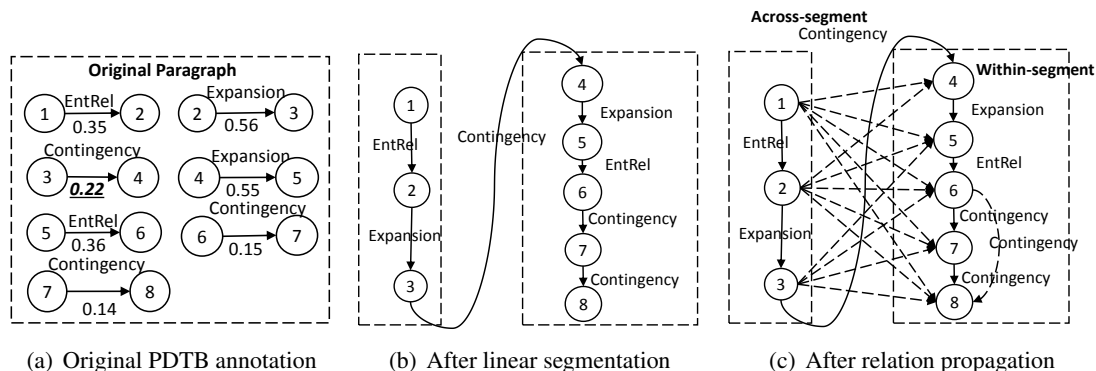 Original Paragraph
EntRel
1 2
0.35
Expansion
2 3
0.56
Contingency
3 4
0.22
Expansion
4 5
0.55
EntRel
5 6
0.36
Contingency
6 7
0.15
Contingency
7 8
0.14
(a) Original PDTB annotation
1
EntRel
2
Expansion
3
Contingency
4
Expansion
5
EntRel
6
Contingency
7
Contingency
8
(b) After linear segmentation
Across-segment
Contingency
Within-segment
1
EntRel
2
Expansion
3
4
Expansion
5
EntRel
6
Contingency
Contingency
7
Contingency
8
(c) After relation propagation